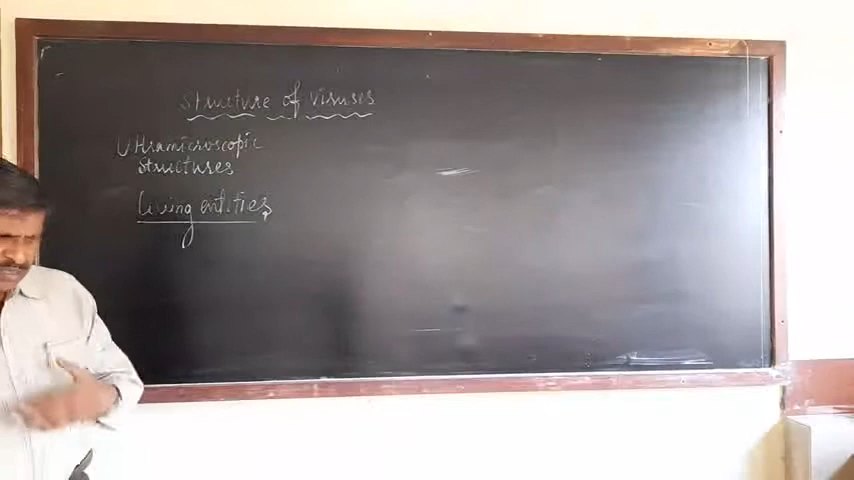 Structure of viruses
Ultramicroscopic
Structures
Living entities